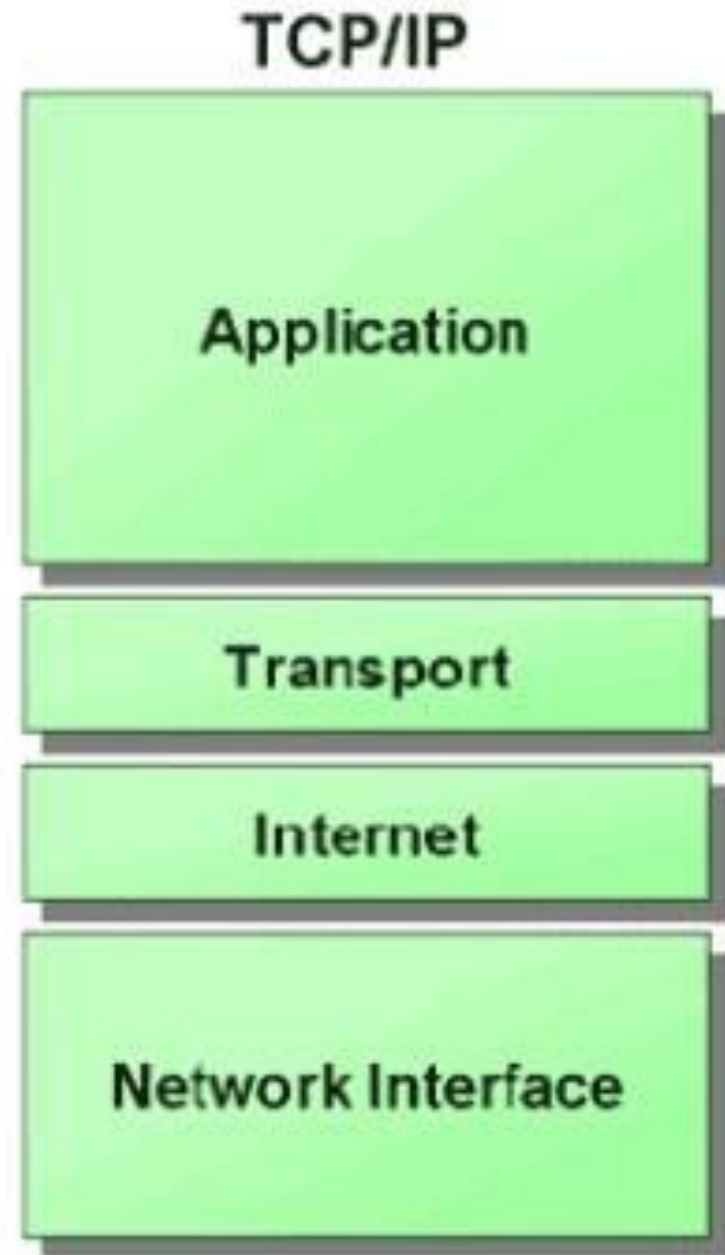 TCP/IP
Application
Transport
Internet
Network Interface